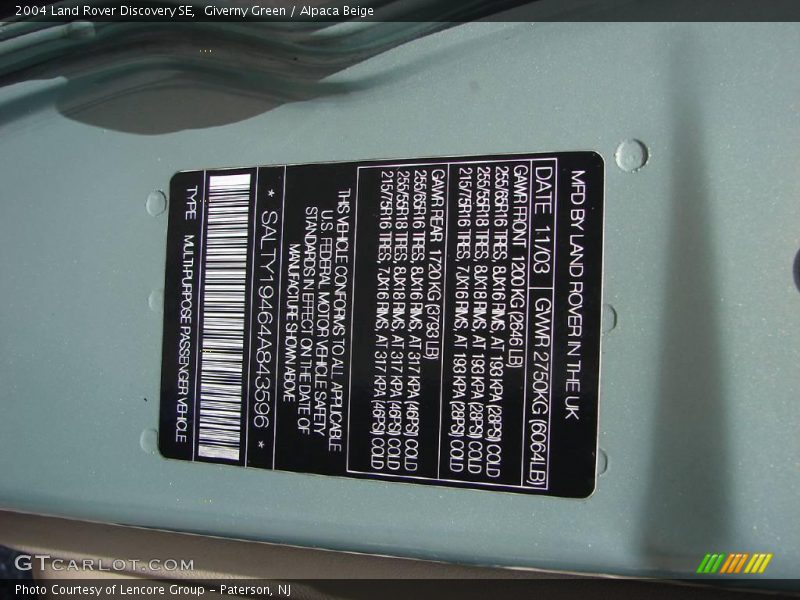 2004 Land Rover Discovery SE,  Giverny Green / Alpaca Beige
MFD BY LAND ROVER IN THE UK
DATE 11/03 GWR 2750KG (6064LB)
GAWR FRONT 1200 KG (2646 LB)
255/65R16 TIRES, 8JX16 RIMS, AT 193 KPA (28PSI) COLD
255/55R18 TIRES, 8JX18 RIMS, AT 193 KPA (28PSI) COLD
215/75R16 TIRES, 7JX16 RIMS, AT 193 KPA (28PSI) COLD
GAWR REAR 1720 KG (3793 LB)
255/65R16 TIRES, 8JX16 RIMS, AT 317 KPA (46PSI) COLD
255/55R18 TIRES, 8JX18 RIMS, AT 317 KPA (46PSI) COLD
215/75R16 TIRES, 7JX16 RIMS, AT 317 KPA (46PSI) COLD
THIS VEHICLE CONFORMS TO ALL APPLICABLE
U.S. FEDERAL MOTOR VEHICLE SAFETY
STANDARDS IN EFFECT ON THE DATE OF
MANUFACTURE SHOWN ABOVE
* SALTY19464A843596 *
TYPE MULTI-PURPOSE PASSENGER VEHICLE
GTCARLOT.COM
Photo Courtesy of Lencore Group - Paterson, NJ